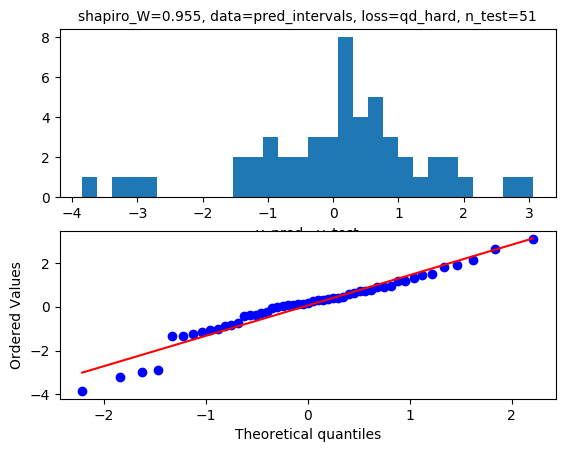 shapiro_W=0.955, data=pred_intervals, loss=qd_hard, n_test=51
8
6
4
2
0
−4 −3 −2 −1 0 1 2 3
Ordered Values
2
0
−2
−4
−2 −1 0 1 2
Theoretical quantiles